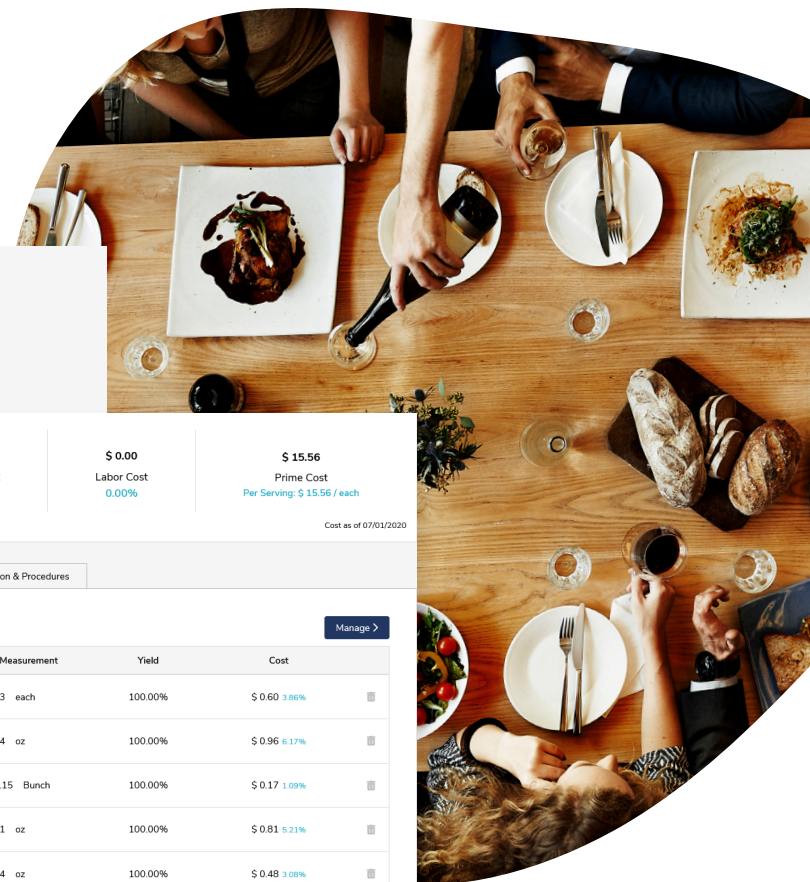 $ 0.00
Labor Cost
0.00%
$ 15.56
Prime Cost
Per Serving: $ 15.56 / each
Cost as of 07/01/2020
on & Procedures
Manage
Measurement Yield Cost
3 each 100.00% $ 0.60 3.86%
4 oz 100.00% $ 0.96 6.17%
.15 Bunch 100.00% $ 0.17 1.09%
1 oz 100.00% $ 0.81 5.21%
4 oz 100.00% $ 0.48 3.08%